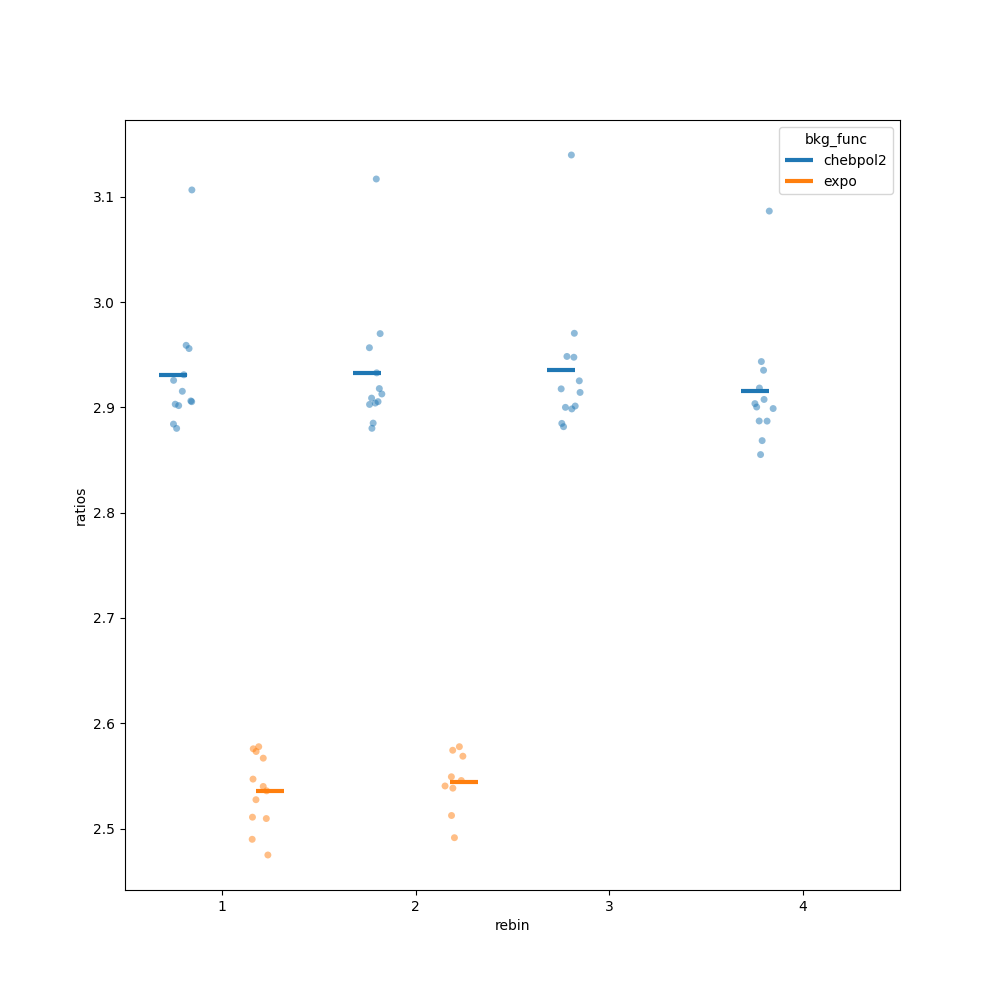 bkg_func
chebpol2
expo
3.1
3.0
2.9
2.8
2.7
2.6
2.5
ratios
1 2 3 4
rebin